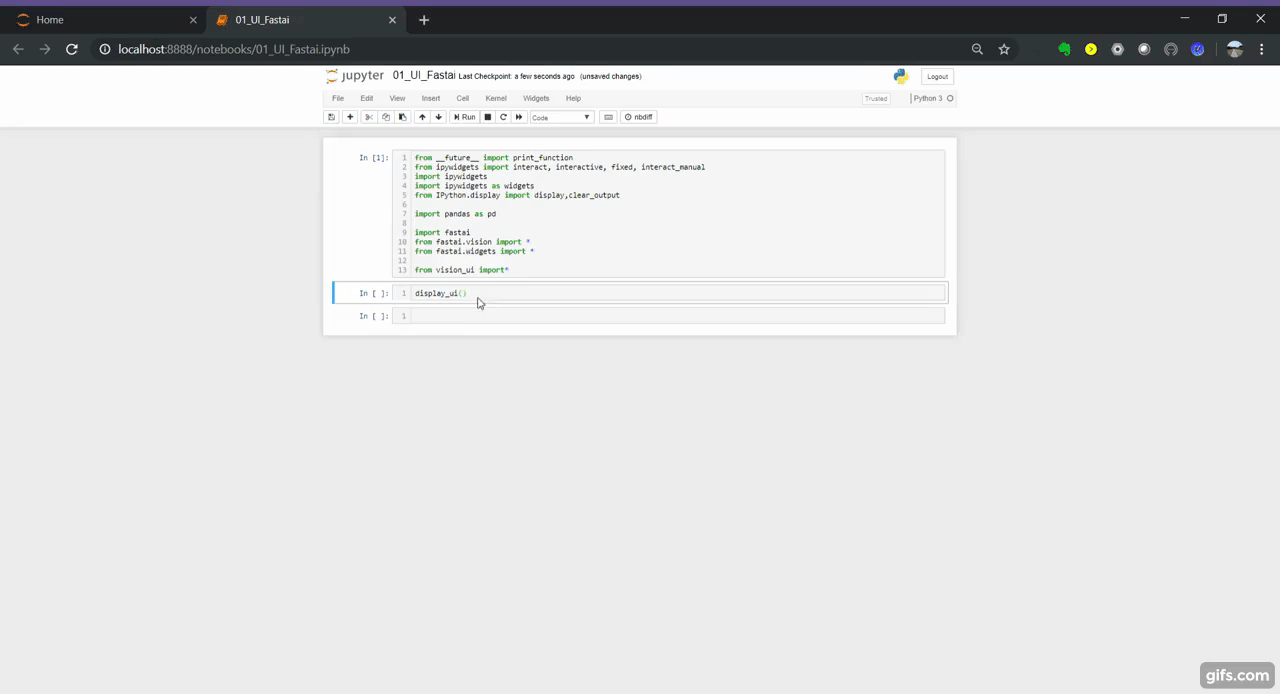 Home
01_UI_Fastai
localhost:8888/notebooks/01_UI_Fastai.ipynb
jupyter 01_UI_Fastai Last Checkpoint: a few seconds ago (unsaved changes)
Logout
File Edit View Insert Cell Kernel Widgets Help
Trusted
Python 3
Run
Code
nbdiff
In [1]:
1 from __future__ import print_function
2 from ipywidgets import interact, interactive, fixed, interact_manual
3 import ipywidgets
4 import ipywidgets as widgets
5 from IPython.display import display,clear_output
6
7 import pandas as pd
8
9 import fastai
10 from fastai.vision import *
11 from fastai.widgets import *
12
13 from vision_ui import*
In [ ]: 1 display_ui()
In [ ]: 1
gifs.com